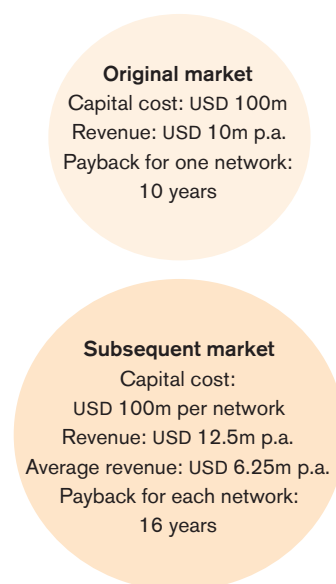 Original market
Capital cost: USD 100m
Revenue: USD 10m p.a.
Payback for one network:
10 years
Subsequent market
Capital cost:
USD 100m per network
Revenue: USD 12.5m p.a.
Average revenue: USD 6.25m p.a.
Payback for each network:
16 years